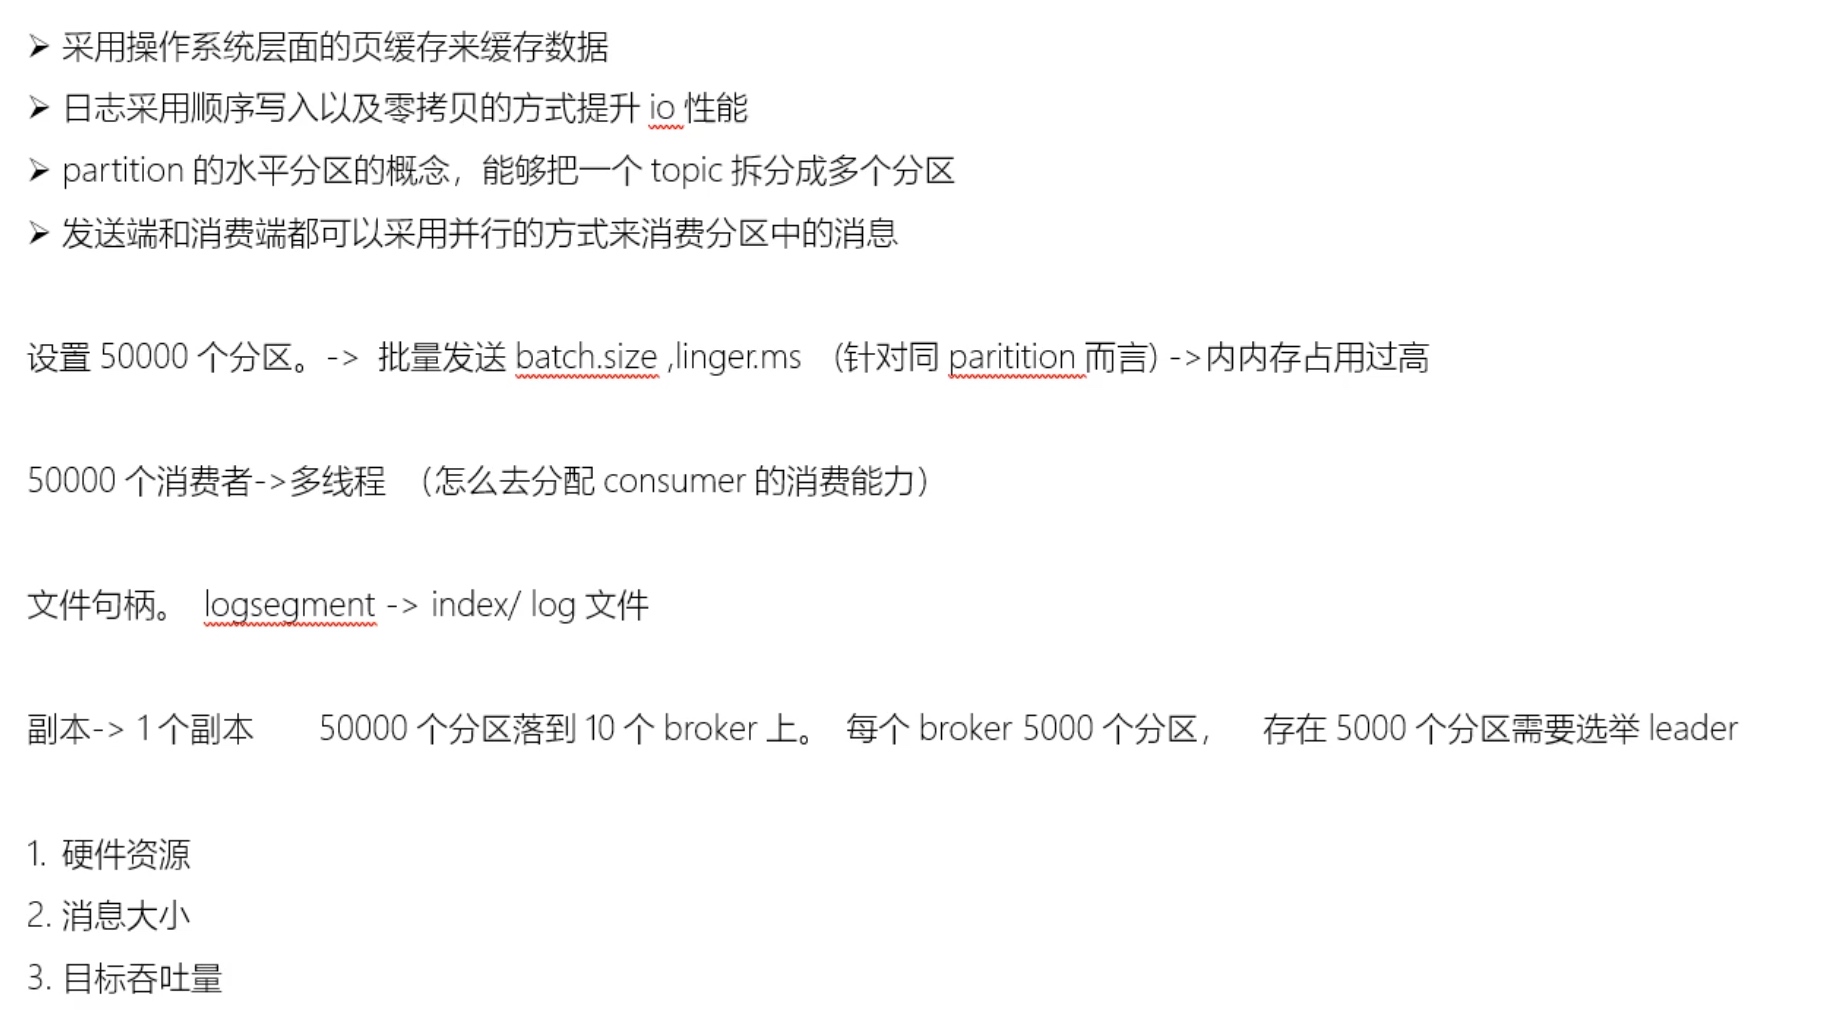 ➢ 采用操作系统层面的页缓存来缓存数据
➢ 日志采用顺序写入以及零拷贝的方式提升 io 性能
➢ partition 的水平分区的概念，能够把一个 topic 拆分成多个分区
➢ 发送端和消费端都可以采用并行的方式来消费分区中的消息
设置 50000 个分区。-> 批量发送 batch.size ,linger.ms （针对同 paritition 而言) ->内内存占用过高
50000 个消费者->多线程 （怎么去分配 consumer 的消费能力）
文件句柄。 logsegment -> index/ log 文件
副本-> 1 个副本 50000 个分区落到 10 个 broker 上。 每个 broker 5000 个分区， 存在 5000 个分区需要选举 leader
1. 硬件资源
2. 消息大小
3. 目标吞吐量